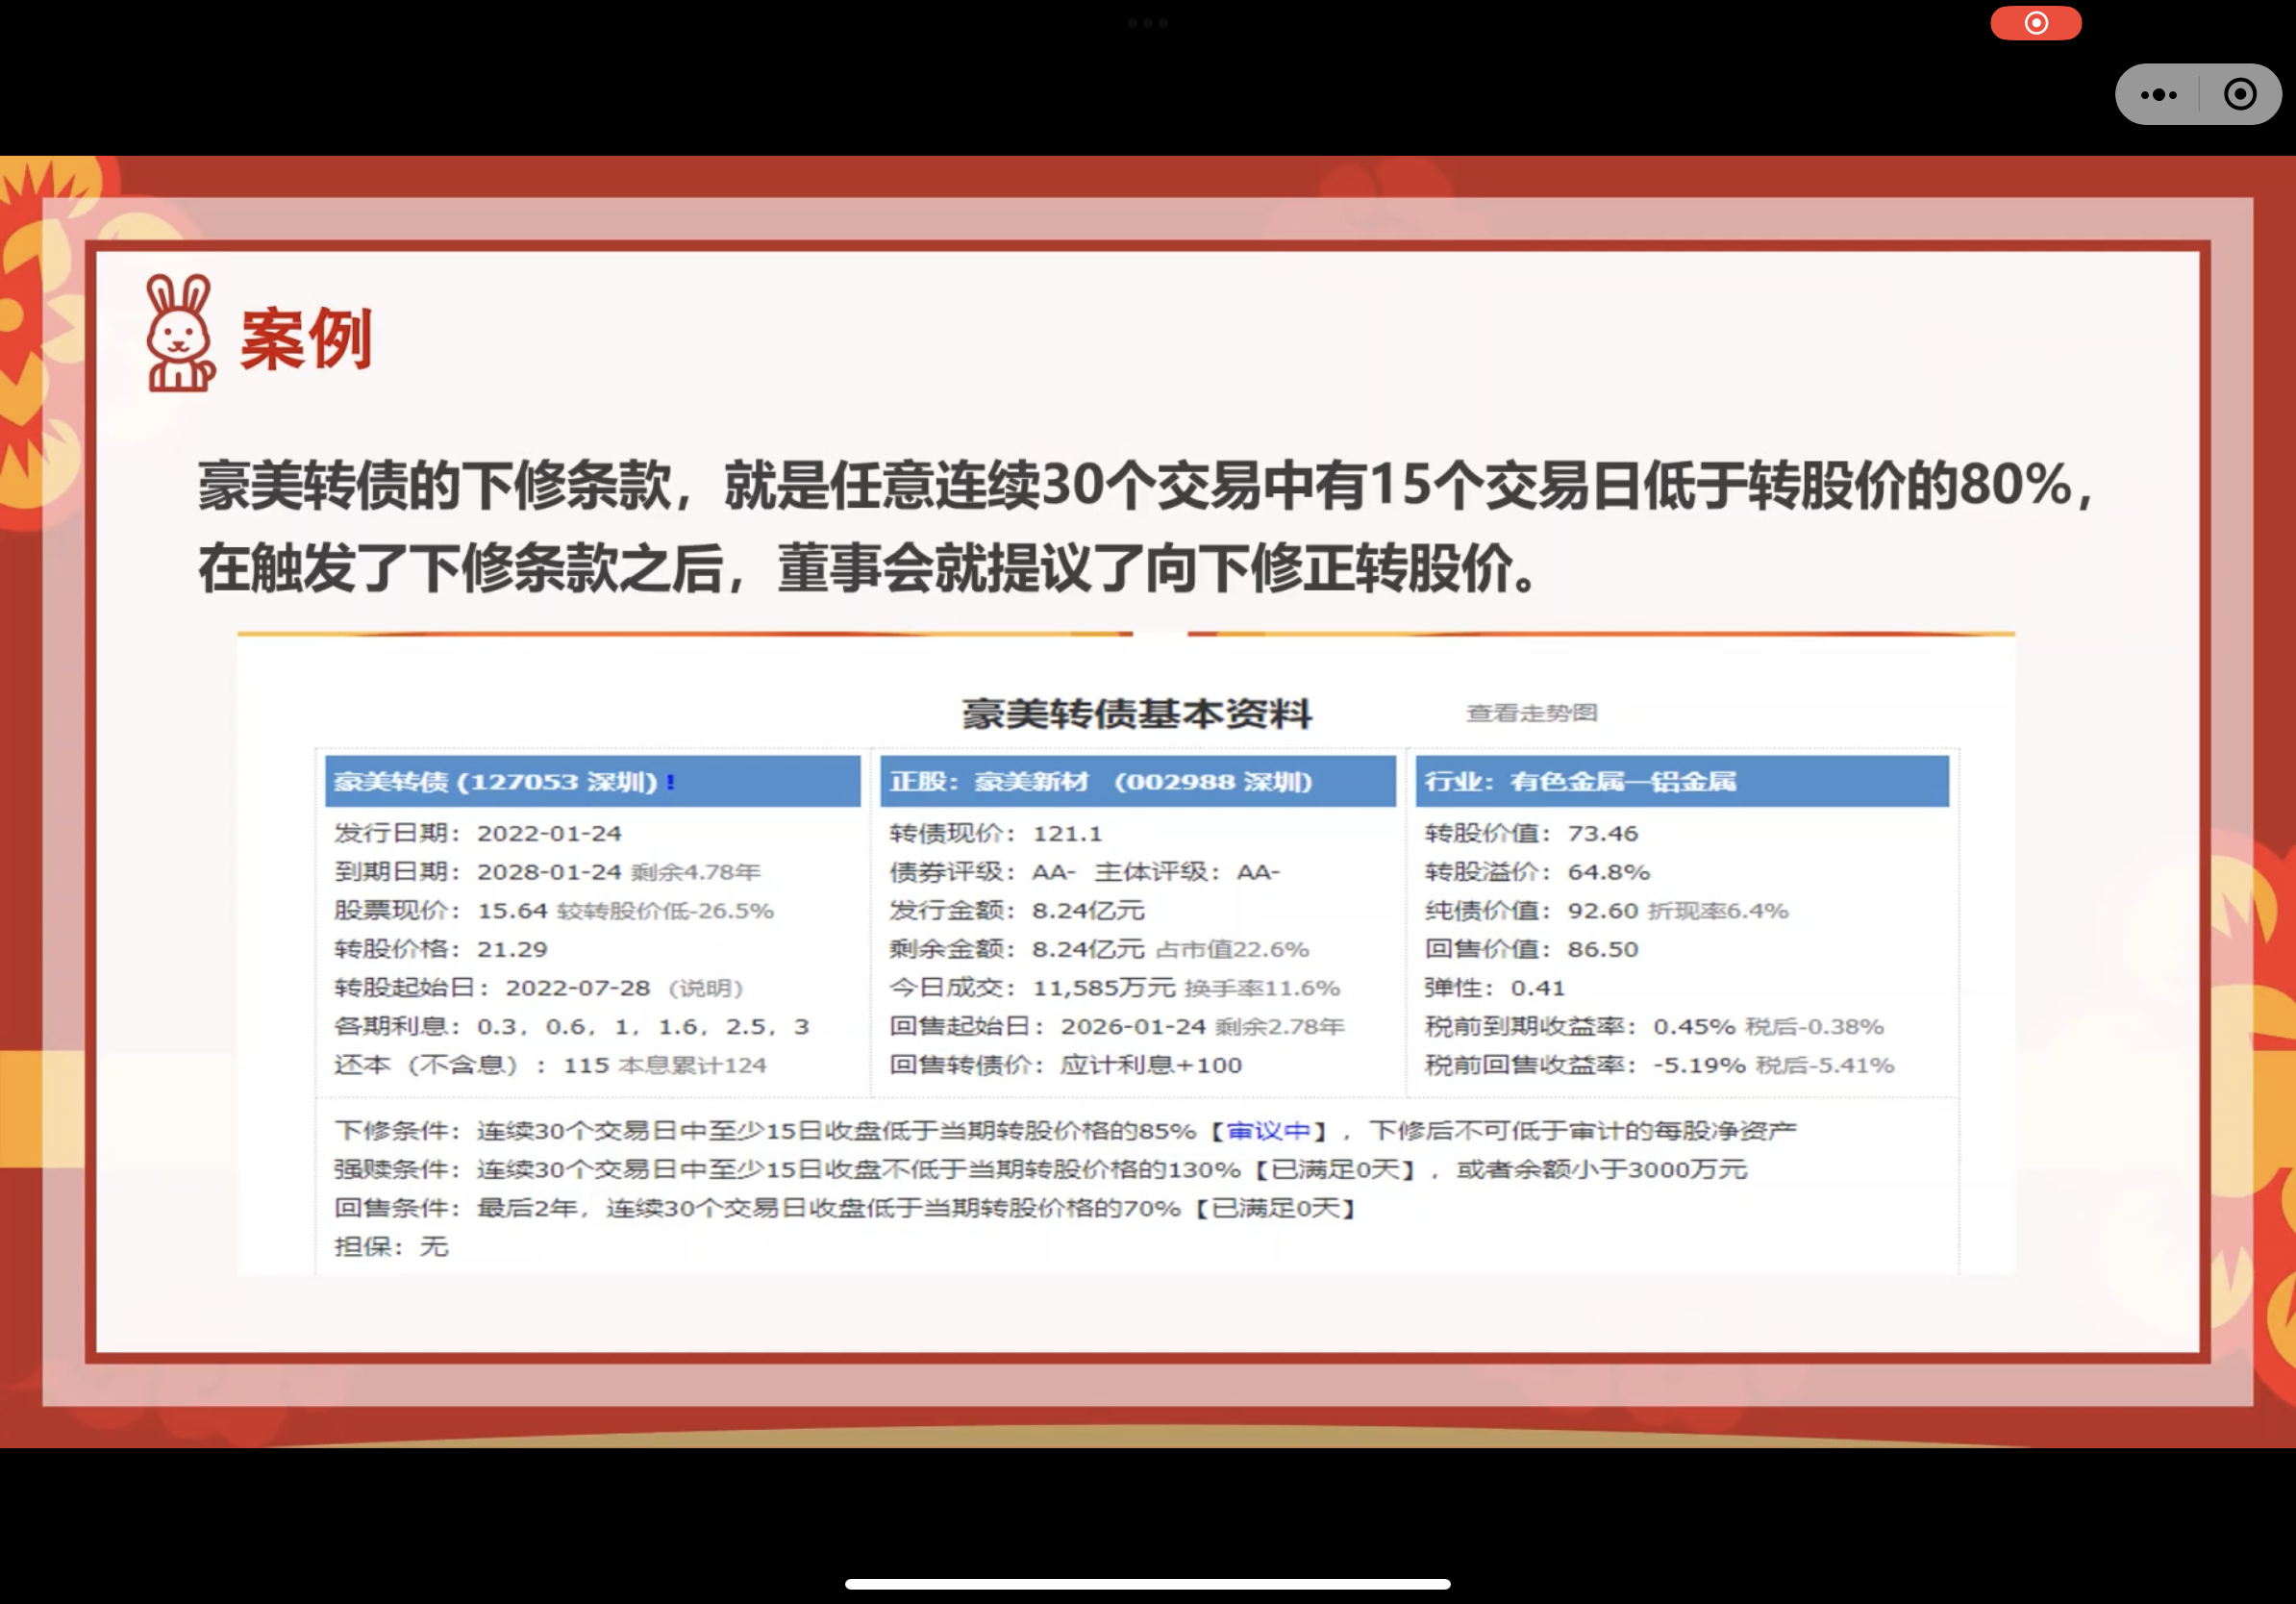 案例
豪美转债的下修条款，就是任意连续30个交易中有15个交易日低于转股价的80%，
在触发了下修条款之后，董事会就提议了向下修正转股价。
豪美转债基本资料 查看走势图
豪美转债 (127053 深圳) !
发行日期：2022-01-24
到期日期：2028-01-24 剩余4.78年
股票现价：15.64 较转股价低-26.5%
转股价格：21.29
转股起始日：2022-07-28 (说明)
各期利息：0.3，0.6，1，1.6，2.5，3
还本（不含息）：115 本息累计124
正股：豪美新材 (002988 深圳)
转债现价：121.1
债券评级：AA- 主体评级：AA-
发行金额：8.24亿元
剩余金额：8.24亿元 占市值22.6%
今日成交：11,585万元 换手率11.6%
回售起始日：2026-01-24 剩余2.78年
回售转债价：应计利息+100
行业：有色金属—铝金属
转股价值：73.46
转股溢价：64.8%
纯债价值：92.60 折现率6.4%
回售价值：86.50
弹性：0.41
税前到期收益率：0.45% 税后-0.38%
税前回售收益率：-5.19% 税后-5.41%
下修条件：连续30个交易日中至少15日收盘低于当期转股价格的85%【审议中】，下修后不可低于审计的每股净资产
强赎条件：连续30个交易日中至少15日收盘不低于当期转股价格的130%【已满足0天】，或者余额小于3000万元
回售条件：最后2年，连续30个交易日收盘低于当期转股价格的70%【已满足0天】
担保：无